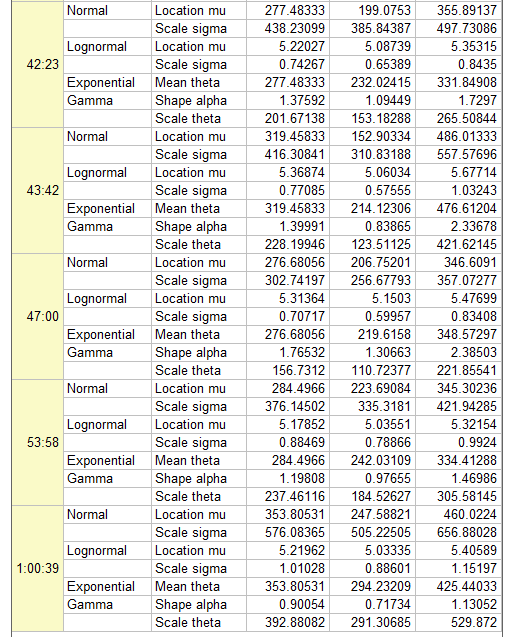 Normal Location mu 277.48333 199.0753 355.89137
Scale sigma 438.23099 385.84387 497.73086
Lognormal Location mu 5.22027 5.08739 5.35315
42:23 Scale sigma 0.74267 0.65389 0.8435
Exponential Mean theta 277.48333 232.02415 331.84908
Gamma Shape alpha 1.37592 1.09449 1.7297
Scale theta 201.67138 153.18288 265.50844
Normal Location mu 319.45833 152.90334 486.01333
Scale sigma 416.30841 310.83188 557.57696
Lognormal Location mu 5.36874 5.06034 5.67714
43:42 Scale sigma 0.77085 0.57555 1.03243
Exponential Mean theta 319.45833 214.12306 476.61204
Gamma Shape alpha 1.39991 0.83865 2.33678
Scale theta 228.19946 123.51125 421.62145
Normal Location mu 276.68056 206.75201 346.6091
Scale sigma 302.74197 256.67793 357.07277
Lognormal Location mu 5.31364 5.1503 5.47699
47:00 Scale sigma 0.70717 0.59957 0.83408
Exponential Mean theta 276.68056 219.6158 348.57297
Gamma Shape alpha 1.76532 1.30663 2.38503
Scale theta 156.7312 110.72377 221.85541
Normal Location mu 284.4966 223.69084 345.30236
Scale sigma 376.14502 335.3181 421.94285
Lognormal Location mu 5.17852 5.03551 5.32154
53:58 Scale sigma 0.88469 0.78866 0.9924
Exponential Mean theta 284.4966 242.03109 334.41288
Gamma Shape alpha 1.19808 0.97655 1.46986
Scale theta 237.46116 184.52627 305.58145
Normal Location mu 353.80531 247.58821 460.0224
Scale sigma 576.08365 505.22505 656.88028
Lognormal Location mu 5.21962 5.03335 5.40589
1:00:39 Scale sigma 1.01028 0.88601 1.15197
Exponential Mean theta 353.80531 294.23209 425.44033
Gamma Shape alpha 0.90054 0.71734 1.13052
Scale theta 392.88082 291.30685 529.872